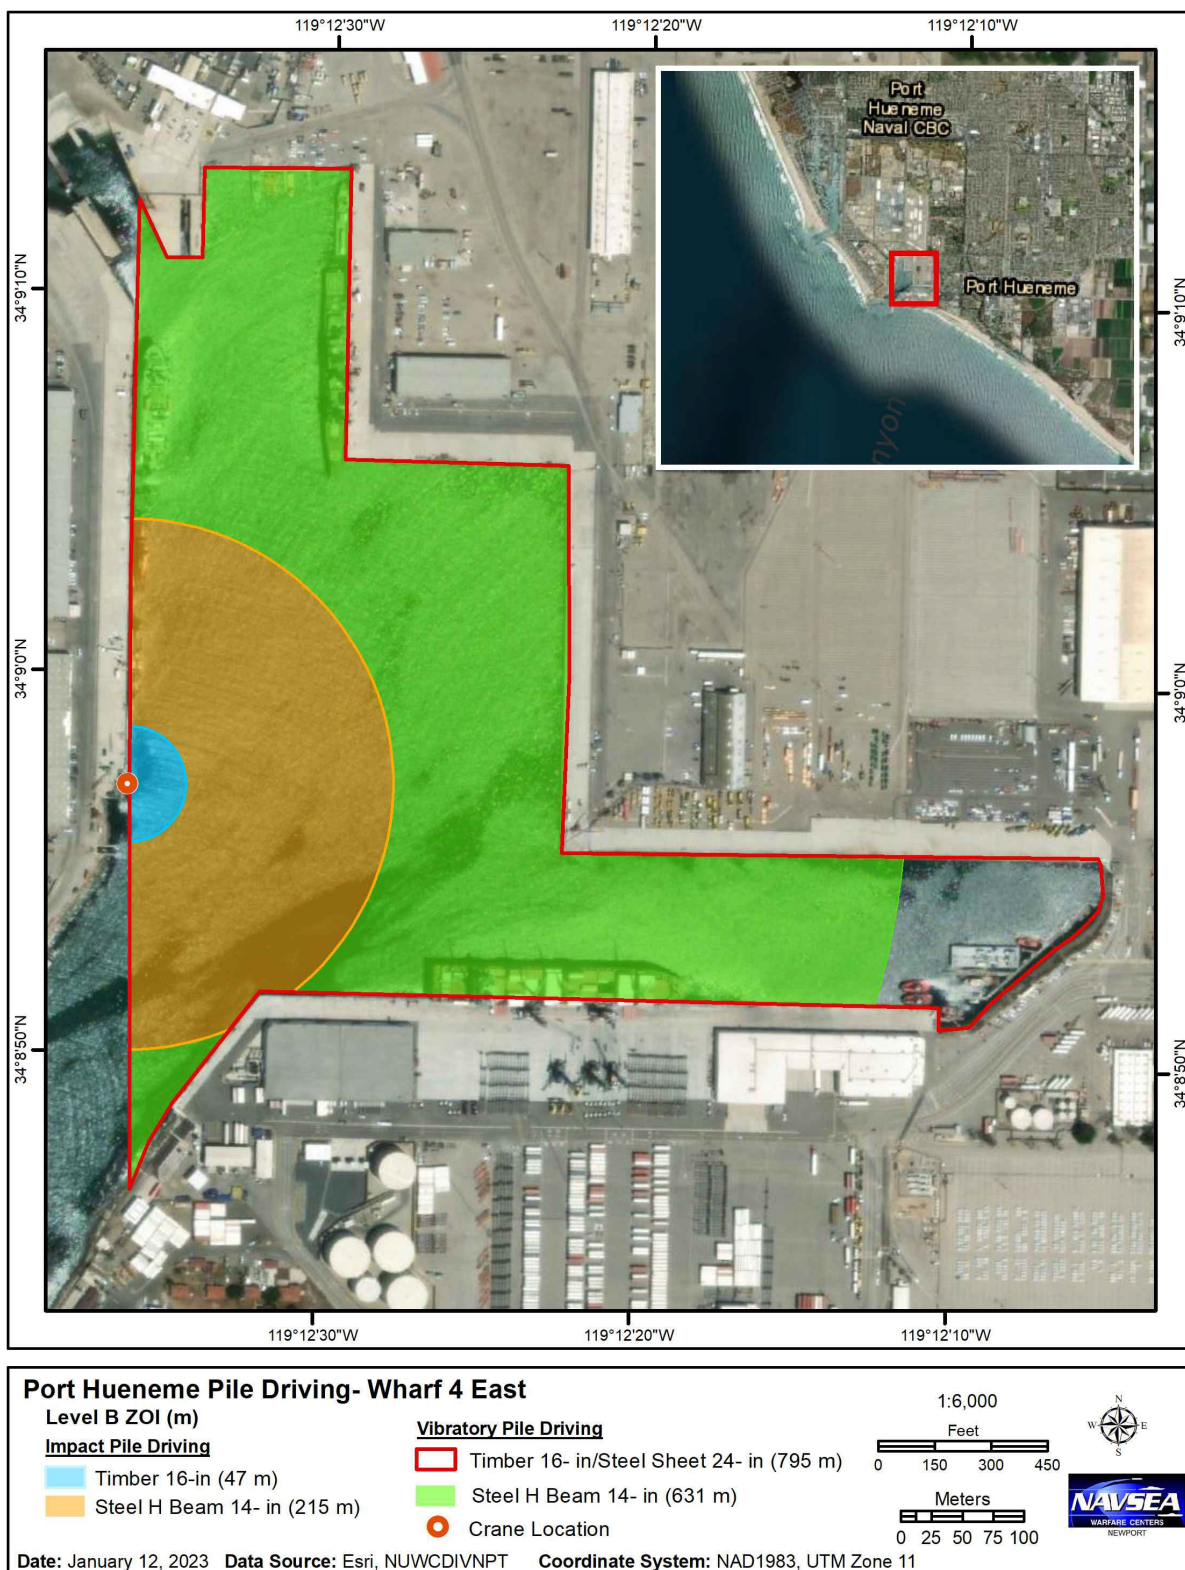 119°12'30"W 119°12'20"W 119°12'10"W
Port
Hueneme
Naval CBC
Port Hueneme
nyon
34°9'10"N
34°9'10"N
34°9'0"N
34°9'0"N
34°8'50"N
34°8'50"N
119°12'30"W 119°12'20"W 119°12'10"W
Port Hueneme Pile Driving- Wharf 4 East
Level B ZOI (m)
Impact Pile Driving
Timber 16-in (47 m)
Steel H Beam 14- in (215 m)
Vibratory Pile Driving
Timber 16- in/Steel Sheet 24- in (795 m)
Steel H Beam 14- in (631 m)
Crane Location
1:6,000
Feet
0 150 300 450
Meters
0 25 50 75 100
N
W E
S
NAVSEA
WARFARE CENTERS
NEWPORT
Date: January 12, 2023 Data Source: Esri, NUWCDIVNPT Coordinate System: NAD1983, UTM Zone 11